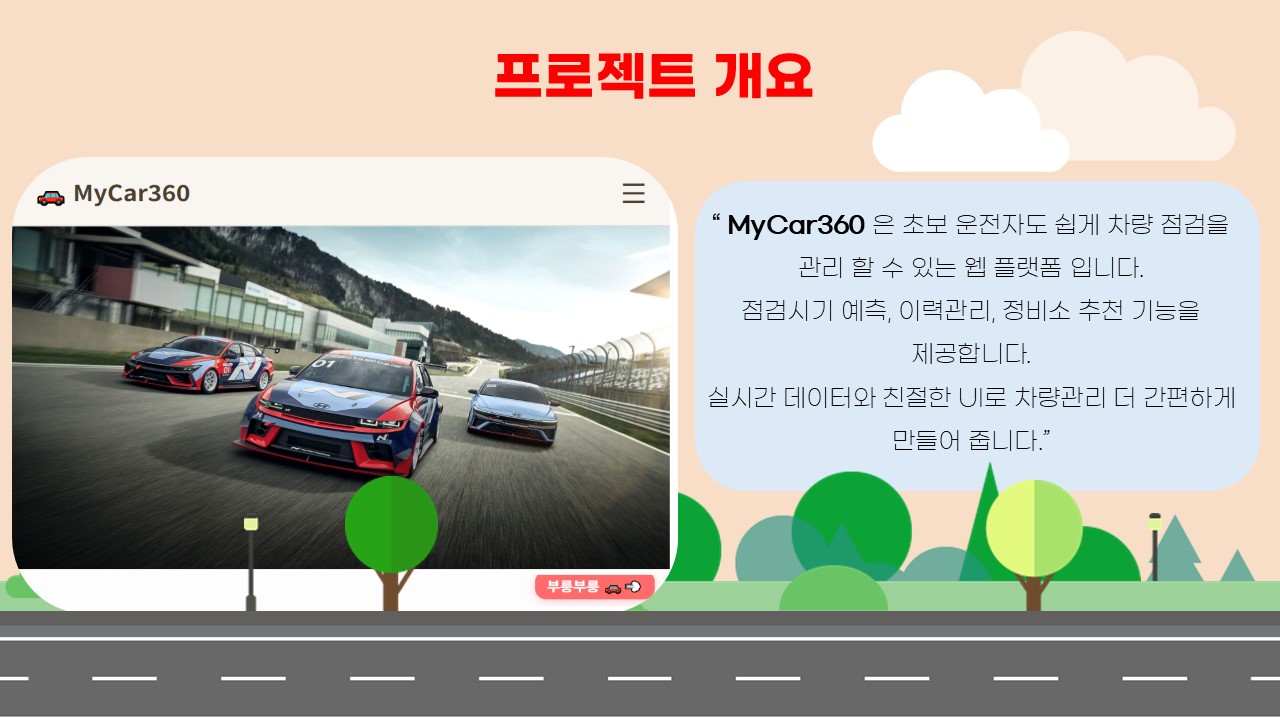 프로젝트 개요
MyCar360
01
부릉부릉
“ MyCar360 은 초보 운전자도 쉽게 차량 점검을
관리 할 수 있는 웹 플랫폼 입니다.
점검시기 예측, 이력관리, 정비소 추천 기능을
제공합니다.
실시간 데이터와 친절한 UI로 차량관리 더 간편하게
만들어 줍니다.”